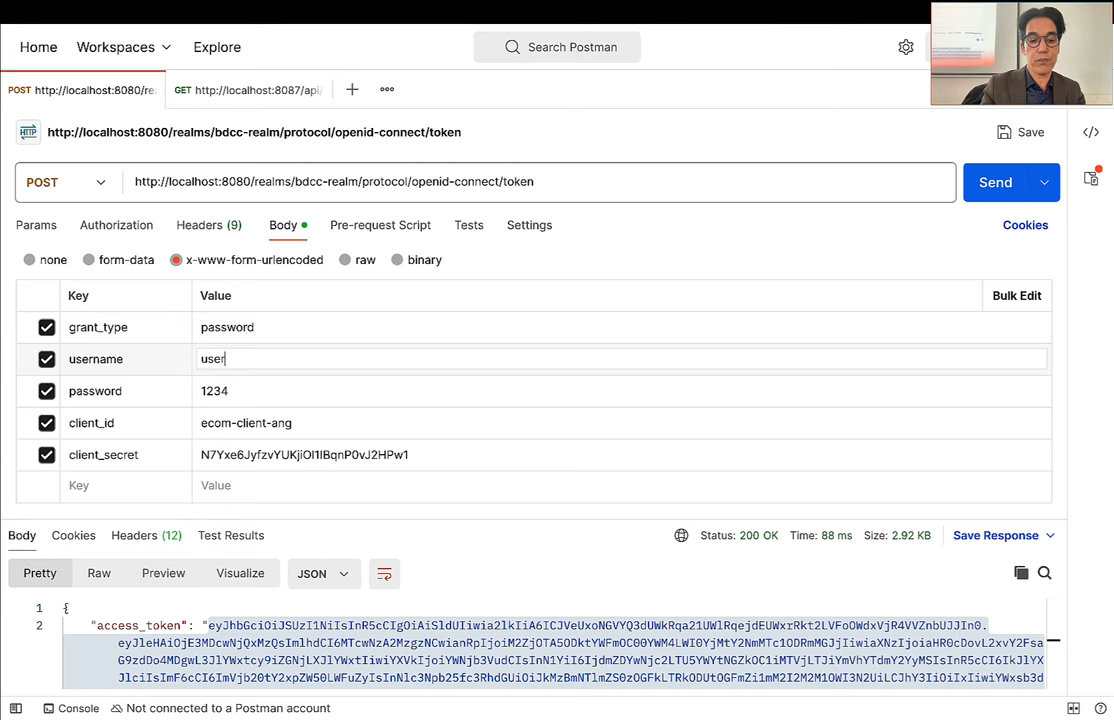 Home Workspaces Explore Search Postman
POST http://localhost:8080/rea GET http://localhost:8087/api/
HTTP http://localhost:8080/realms/bdcc-realm/protocol/openid-connect/token Save
POST http://localhost:8080/realms/bdcc-realm/protocol/openid-connect/token Send
Params Authorization Headers (9) Body Pre-request Script Tests Settings Cookies
none form-data x-www-form-urlencoded raw binary
Key Value Bulk Edit
grant_type password
username user
password 1234
client_id ecom-client-ang
client_secret
Key Value
Body Cookies Headers (12) Test Results Status: 200 OK Time: 88 ms Size: 2.92 KB Save Response
Pretty Raw Preview Visualize JSON
1 {
2 "access_token":
Console Not connected to a Postman account